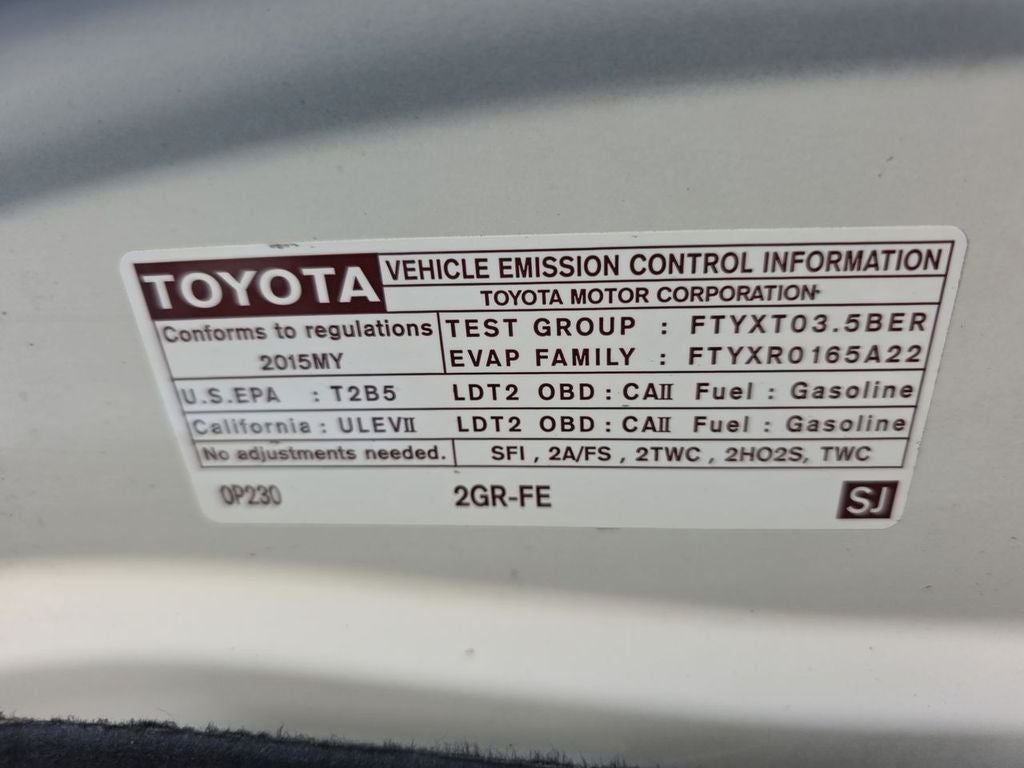 TOYOTA VEHICLE EMISSION CONTROL INFORMATION
TOYOTA MOTOR CORPORATION
Conforms to regulations TEST GROUP : FTYXT03.5BER
2015MY EVAP FAMILY : FTYXR0165A22
U.S.EPA : T2B5 LDT2 OBD : CAII Fuel : Gasoline
California : ULEVII LDT2 OBD : CAII Fuel : Gasoline
No adjustments needed. SFI , 2A/FS , 2TWC , 2HO2S, TWC
0P230 2GR-FE SJ